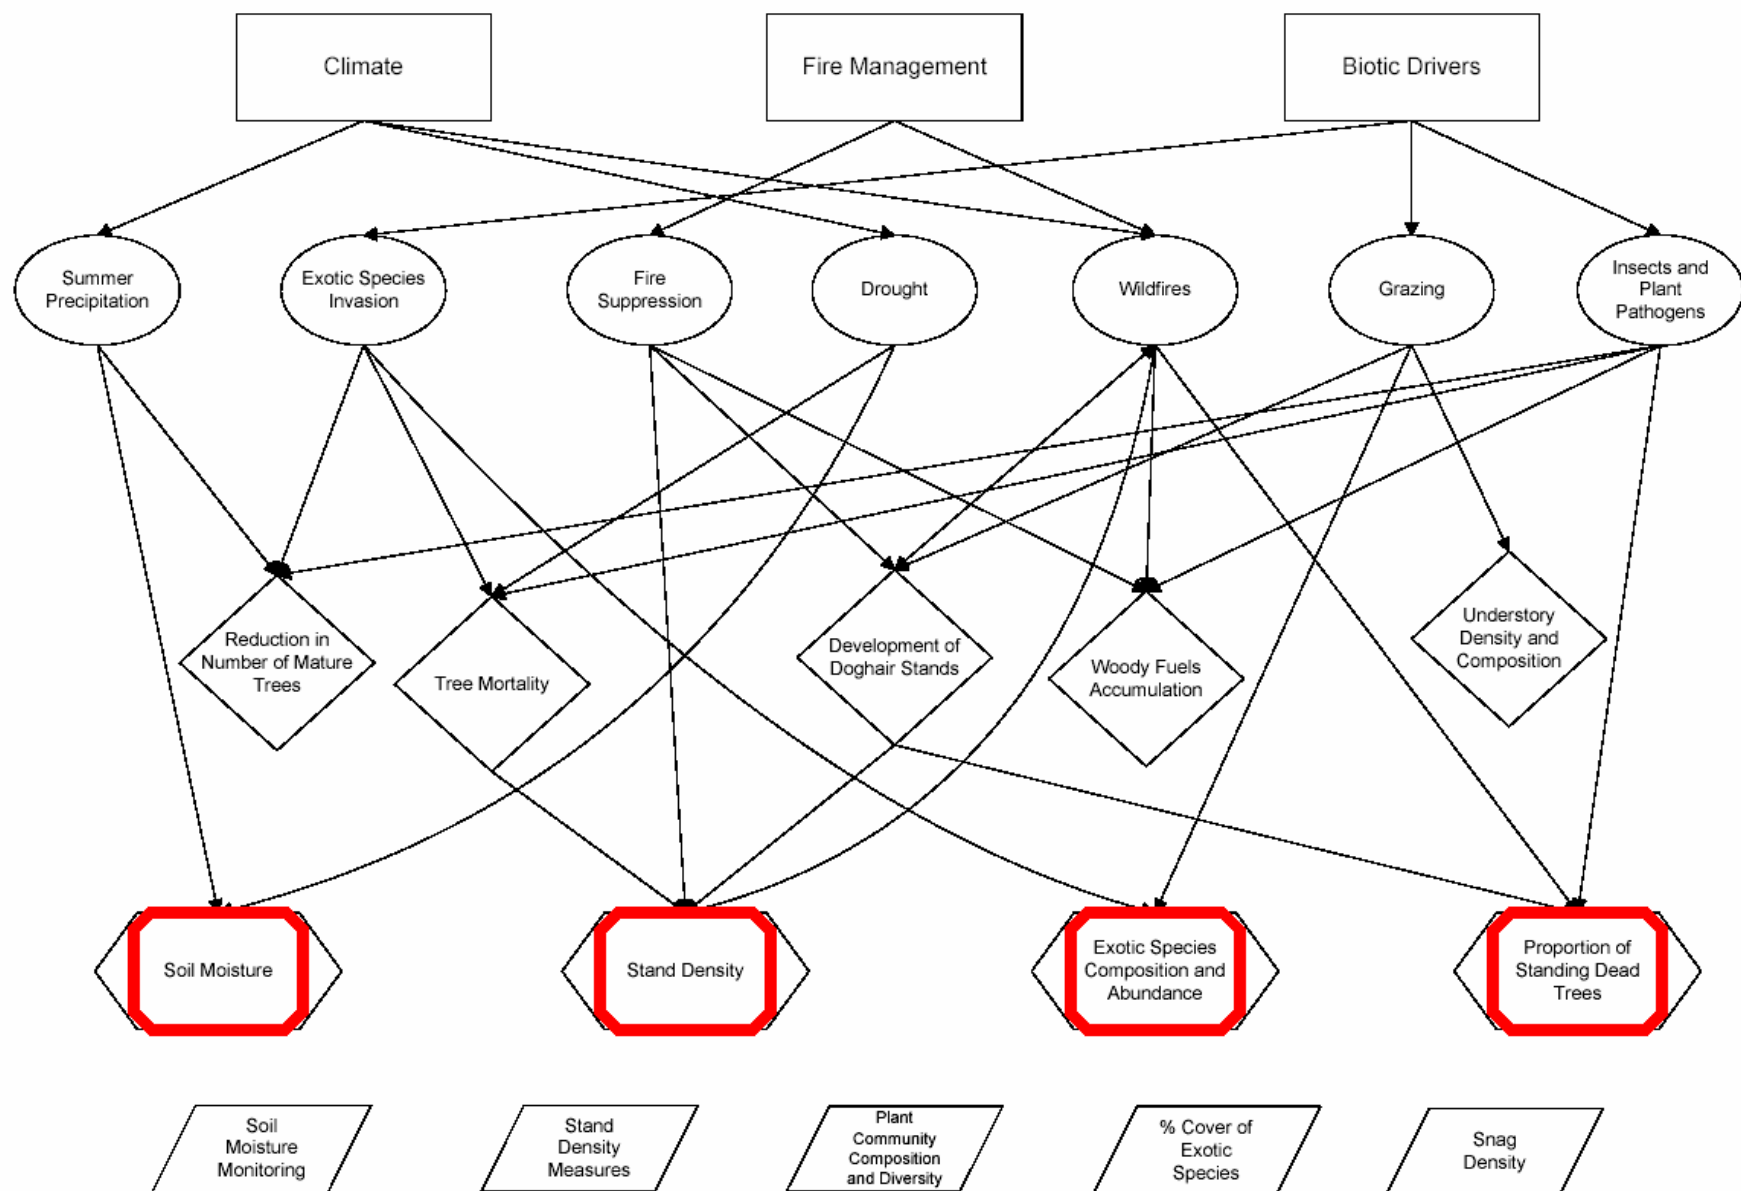 Climate
Fire Management
Biotic Drivers
Summer
Precipitation
Exotic Species
Invasion
Fire
Suppression
Drought
Wildfires
Grazing
Insects and
Plant
Pathogens
Reduction in
Number of Mature
Trees
Tree Mortality
Development of
Doghair Stands
Woody Fuels
Accumulation
Understory
Density and
Composition
Soil Moisture
Stand Density
Exotic Species
Composition and
Abundance
Proportion of
Standing Dead
Trees
Soil
Moisture
Monitoring
Stand
Density
Measures
Plant
Community
Composition
and Diversity
% Cover of
Exotic
Species
Snag
Density